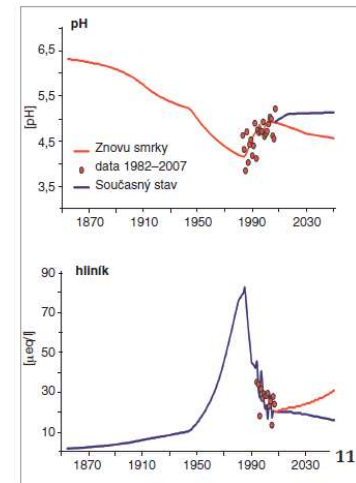 pH
6,5
5,5
[pH]
4,5
3,5
Znovu smrky
data 1982–2007
Současný stav
1870 1910 1950 1990 2030
hliník
90
70
[µeq/l]
50
30
10
1870 1910 1950 1990 2030
11